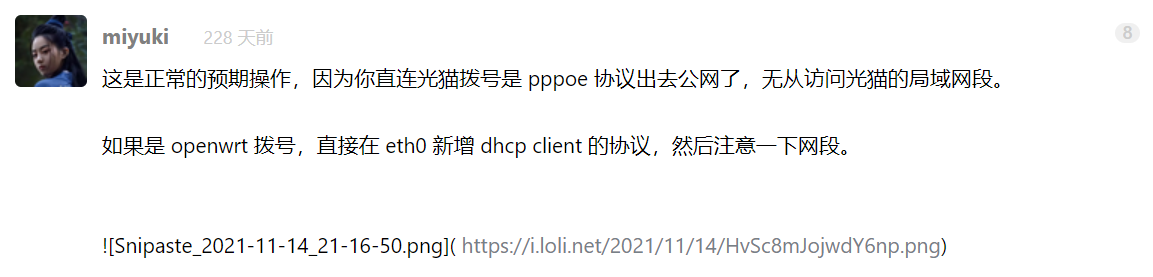 miyuki 228 天前 8
这是正常的预期操作，因为你直连光猫拨号是 pppoe 协议出去公网了，无从访问光猫的局域网段。
如果是 openwrt 拨号，直接在 eth0 新增 dhcp client 的协议，然后注意一下网段。
![Snipaste_2021-11-14_21-16-50.png]( https://i.loli.net/2021/11/14/HvSc8mJojwdY6np.png)